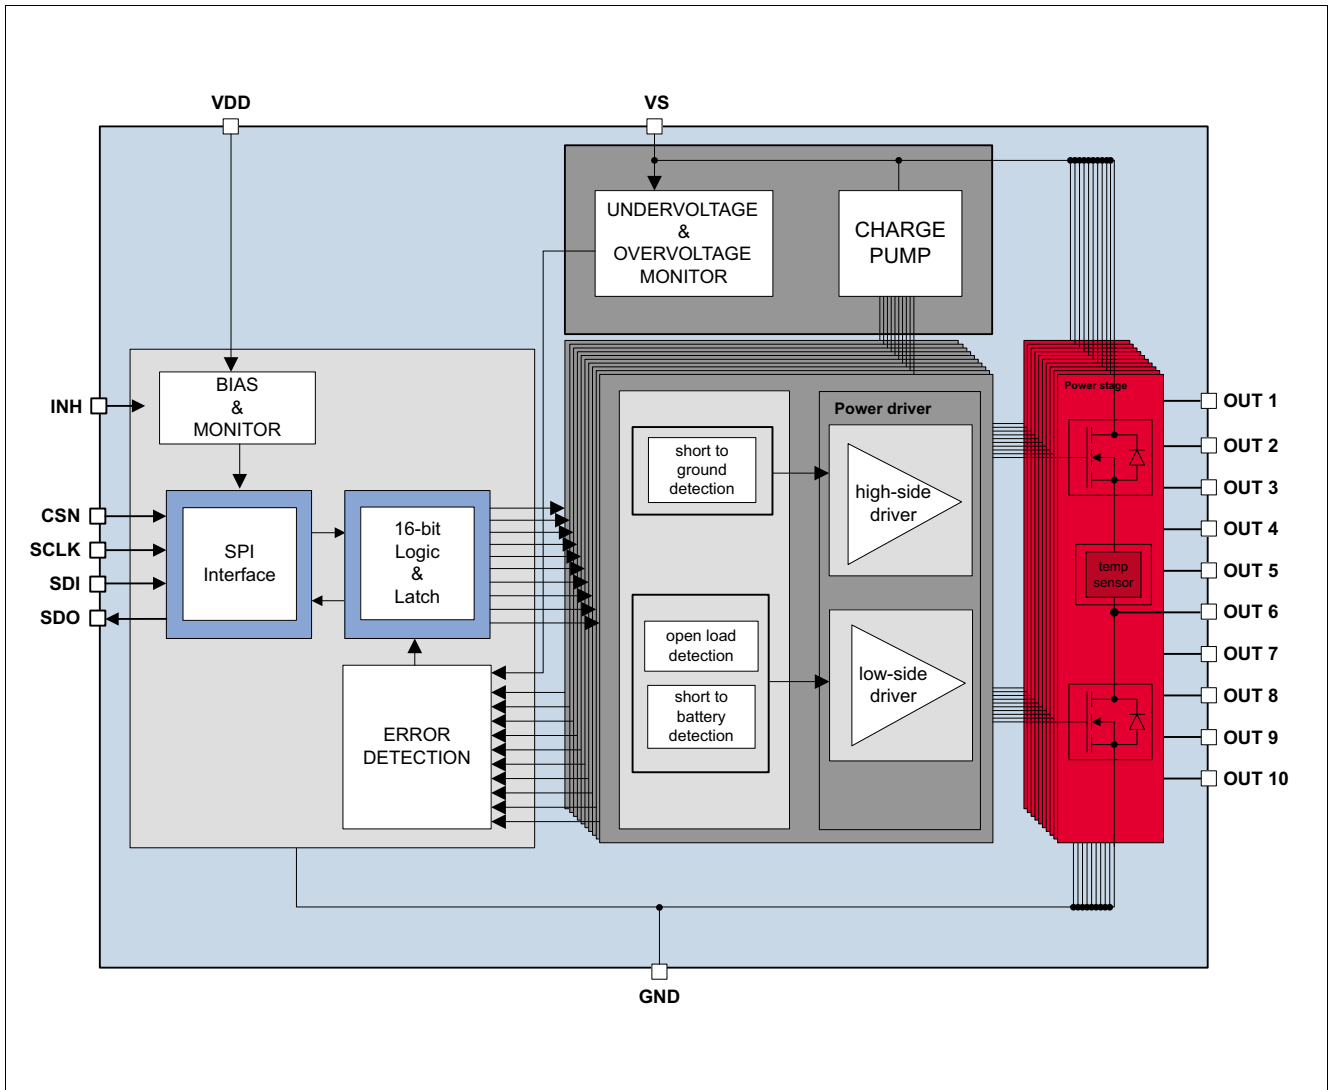 VDD
VS
UNDERVOLTAGE
&
OVERVOLTAGE
MONITOR
CHARGE
PUMP
BIAS
&
MONITOR
INH
CSN
SCLK
SDI
SDO
SPI
Interface
16-bit
Logic
&
Latch
ERROR
DETECTION
short to
ground
detection
open load
detection
short to
battery
detection
Power driver
high-side
driver
low-side
driver
Power stage
temp
sensor
OUT 1
OUT 2
OUT 3
OUT 4
OUT 5
OUT 6
OUT 7
OUT 8
OUT 9
OUT 10
GND